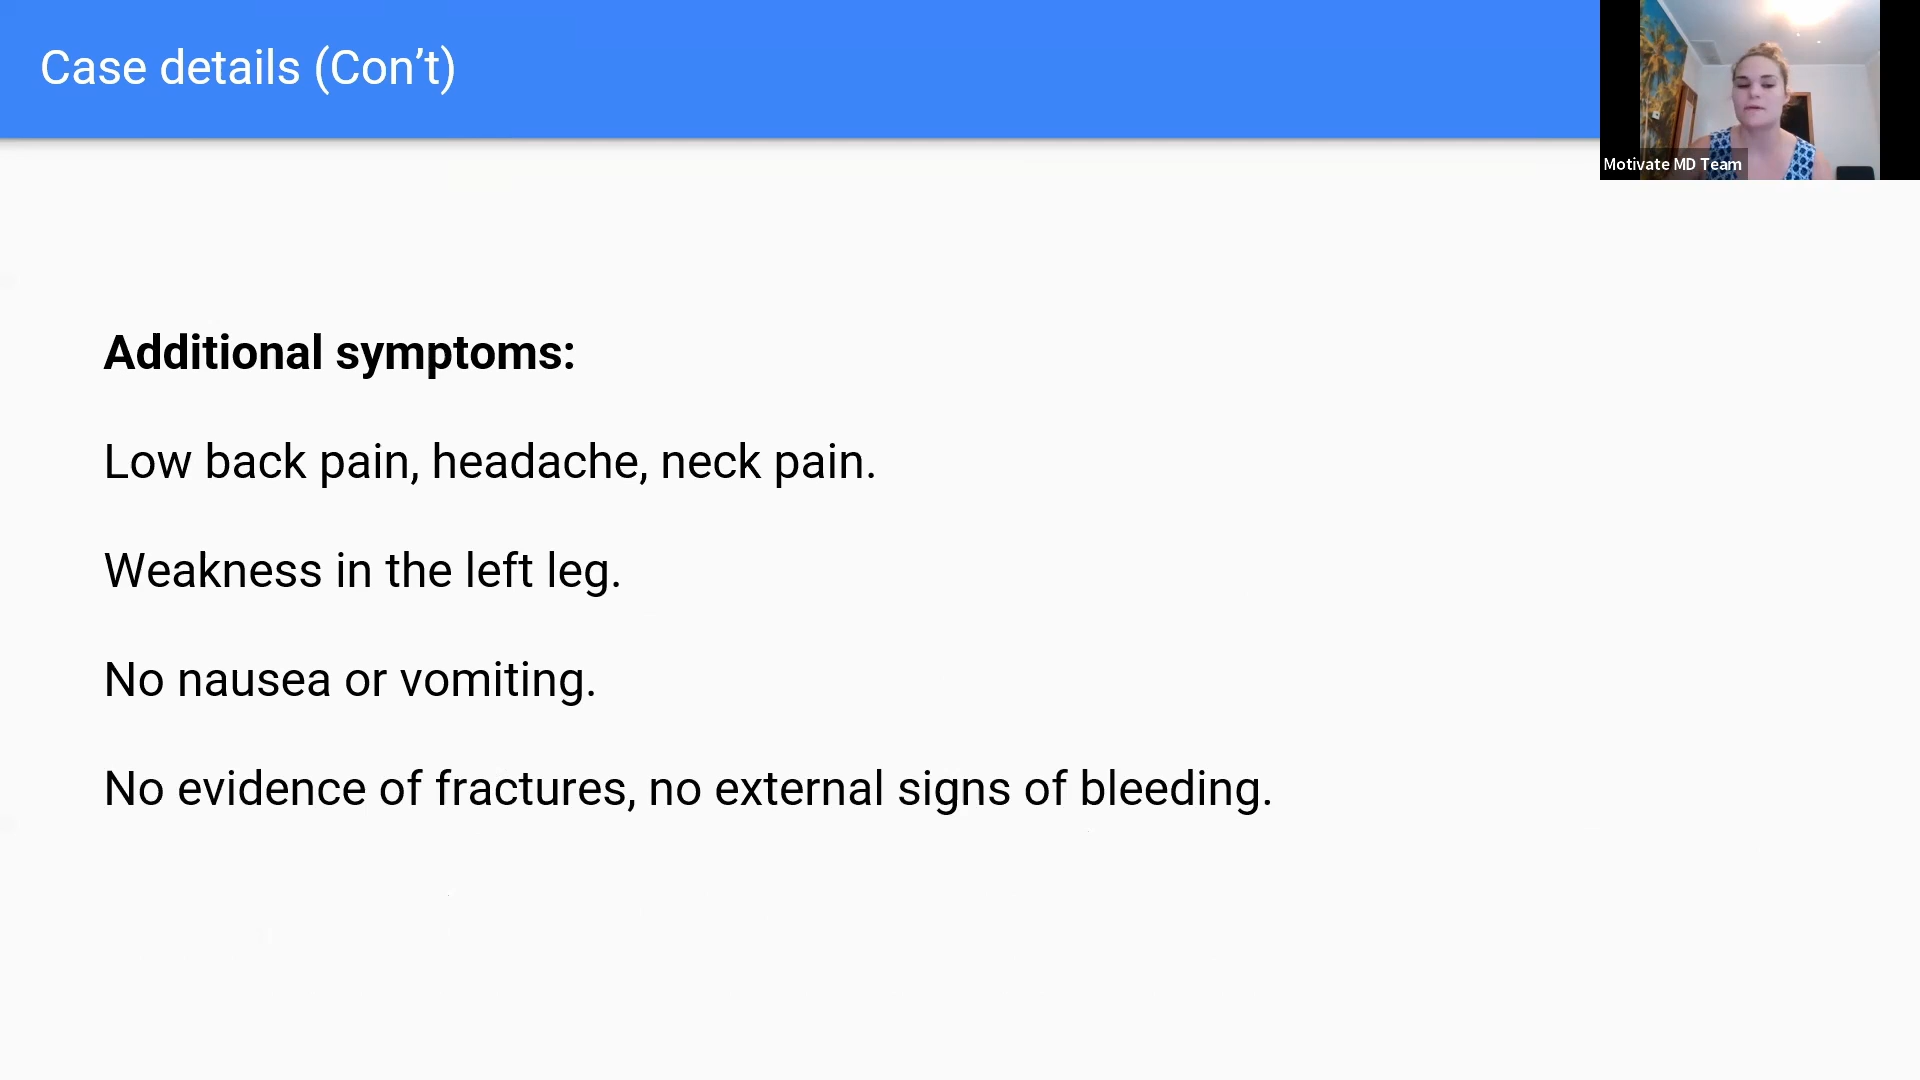 Case details (Con’t)
Motivate MD Team
Additional symptoms:
Low back pain, headache, neck pain.
Weakness in the left leg.
No nausea or vomiting.
No evidence of fractures, no external signs of bleeding.